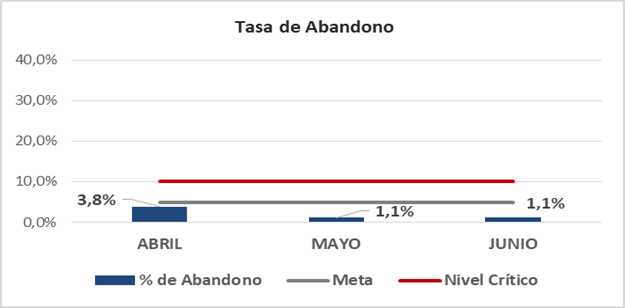 Tasa de Abandono
40,0%
30,0%
20,0%
10,0%
0,0%
3,8%
1,1%
1,1%
ABRIL MAYO JUNIO
% de Abandono Meta Nivel Crítico